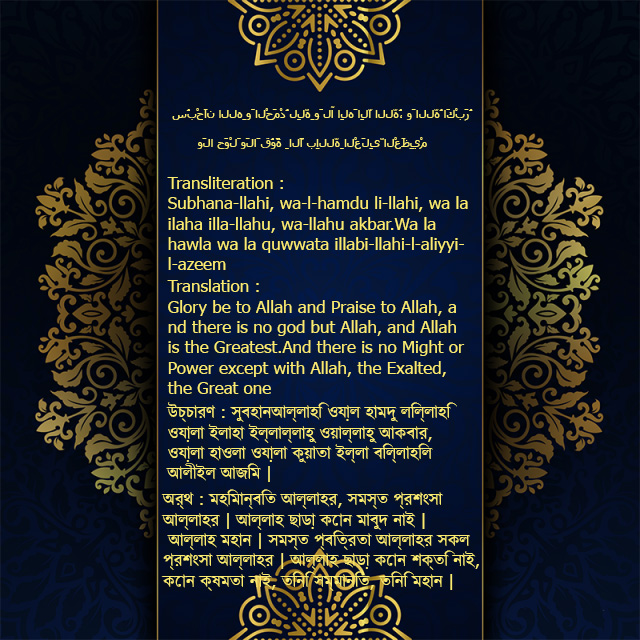 سُبْحَانَ اللهِ وَالْحَمْدُ لِلّهِ وَلَا إِلهَ إِلَّا اللهُ، وَاللهُ أَكْبَرُ
وَلَا حَوْلَ وَلَا قُوَّةَ إِلَّا بِاللهِ الْعَلِيِّ الْعَظِيْمِ
Transliteration :
Subhana-llahi, wa-l-hamdu li-llahi, wa la
ilaha illa-llahu, wa-llahu akbar.Wa la
hawla wa la quwwata illabi-llahi-l-aliyyi-
l-azeem
Translation :
Glory be to Allah and Praise to Allah, a
nd there is no god but Allah, and Allah
is the Greatest.And there is no Might or
Power except with Allah, the Exalted,
the Great one
উচ্চারণ : সুবহানআল্লাহি ওযা়ল হামদু লিল্লাহি
ওযা়লা ইলাহা ইল্লাল্লাহু ওয়াল্লাহু আকবার,
ওযা়লা হাওলা ওযা়লা কুয়াতা ইল্লা বিল্লাহলি
আলীইল আজমি |
অর্থ : মহিমান্বিত আল্লাহর, সমস্ত প্রশংসা
আল্লাহর | আল্লাহ ছাডা় কোন মাবুদ নাই |
আল্লাহ মহান | সমস্ত পবিত্রতা আল্লাহর সকল
প্রশংসা আল্লাহর | আল্লাহ ছাডা় কোন শক্তি নাই,
কোন ক্ষমতা নাই, তিনি সম্মানিত, তিনি মহান |